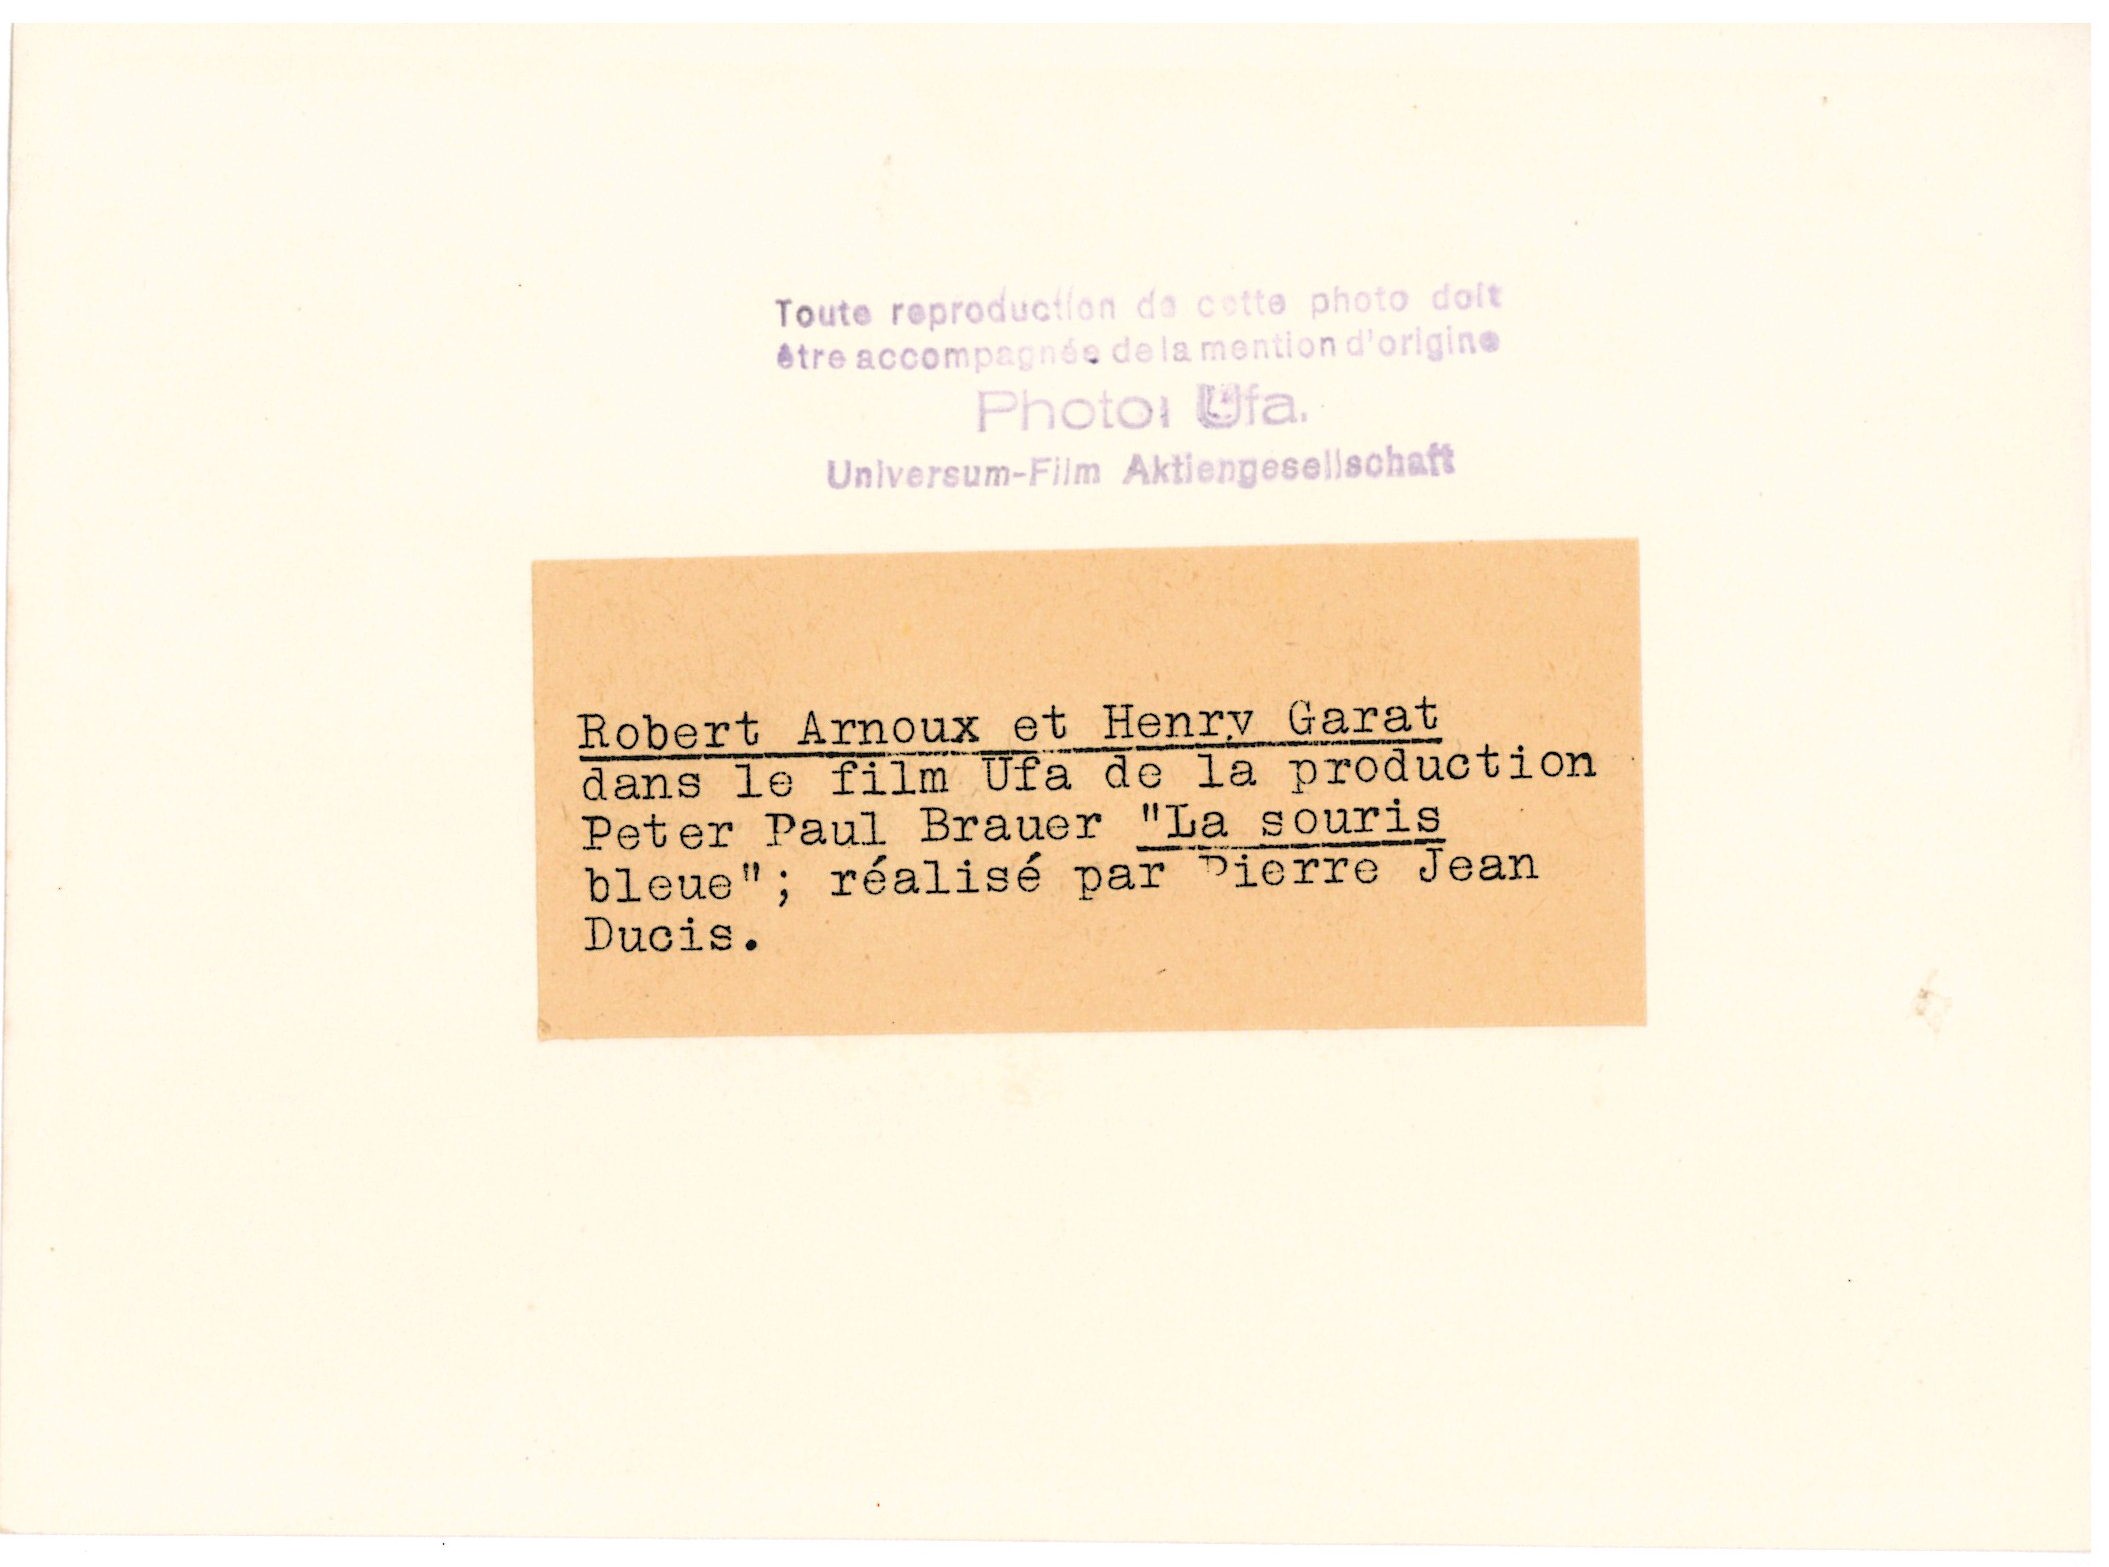 Toute reproduction de cette photo doit
être accompagnée de la mention d'origine
Photo: Ufa.
Universum-Film Aktiengesellschaft
Robert Arnoux et Henry Garat
dans le film Ufa de la production
Peter Paul Brauer "La souris
bleue"; réalisé par Pierre Jean
Ducis.